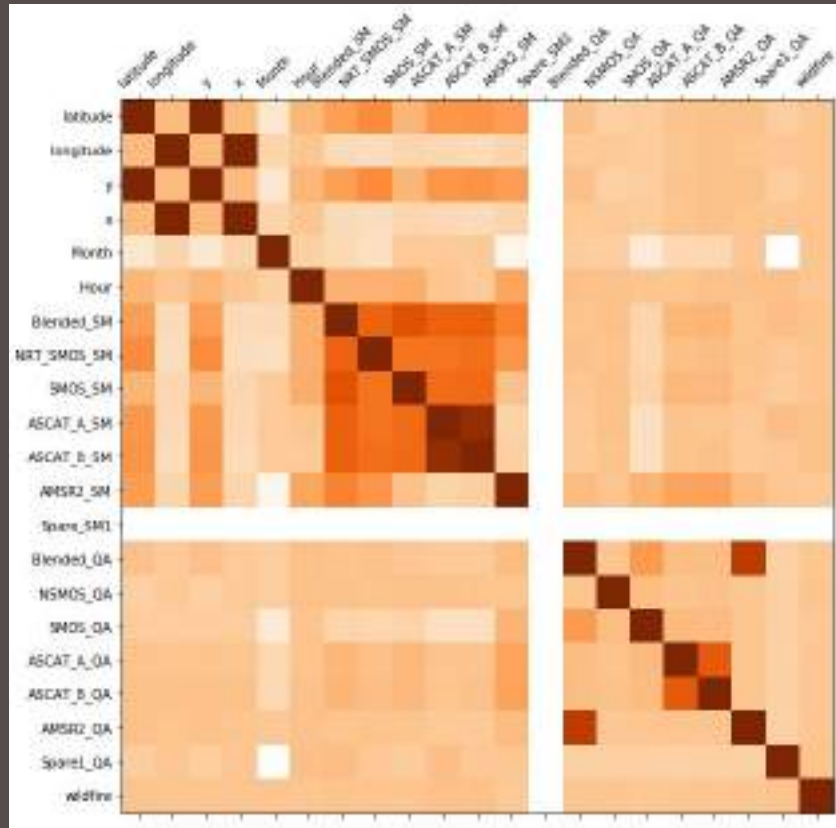 latitude
longitude
y
x
Month
Hour
Blended_SM
NRT_SMOS_SM
SMOS_SM
ASCAT_A_SM
ASCAT_B_SM
AMSR2_SM
Spare_SM1
Blended_QA
NSMOS_QA
SMOS_QA
ASCAT_A_QA
ASCAT_B_QA
AMSR2_QA
Spare1_QA
wildfire
latitude
longitude
y
x
Month
Hour
Blended_SM
NRT_SMOS_SM
SMOS_SM
ASCAT_A_SM
ASCAT_B_SM
AMSR2_SM
Spare_SM1
Blended_QA
NSMOS_QA
SMOS_QA
ASCAT_A_QA
ASCAT_B_QA
AMSR2_QA
Spare1_QA
wildfire